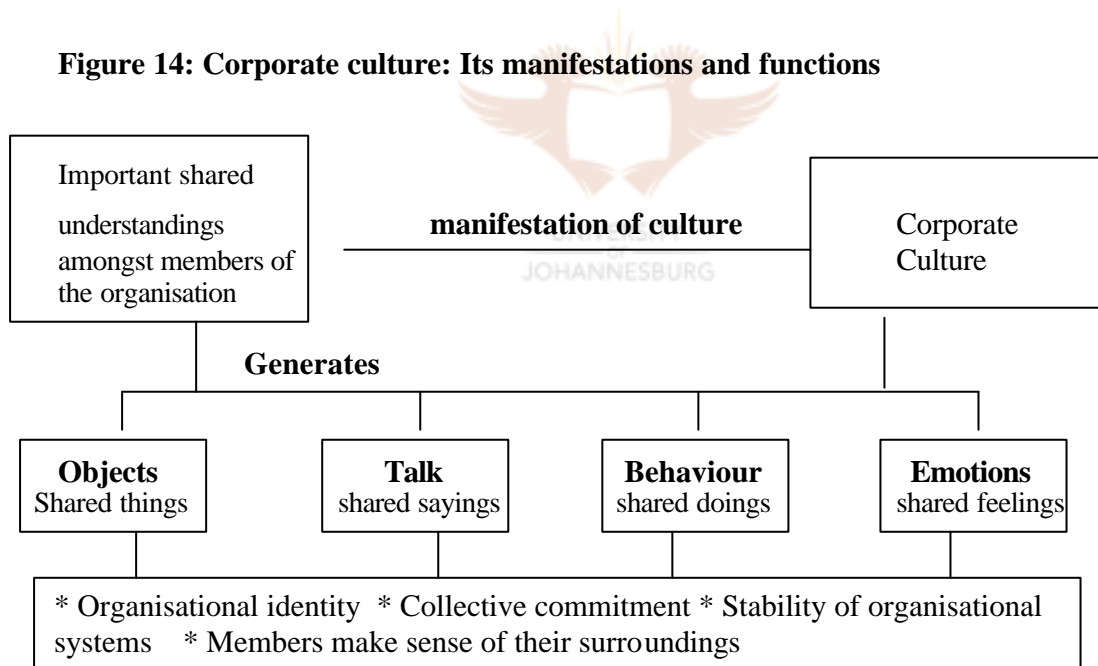 Figure 14: Corporate culture: Its manifestations and functions
Important shared
understandings
amongst members of
the organisation
manifestation of culture
UNIVERSITY
OF
JOHANNESBURG
Corporate
Culture
Generates
Objects
Shared things
Talk
shared sayings
Behaviour
shared doings
Emotions
shared feelings
* Organisational identity * Collective commitment * Stability of organisational
systems * Members make sense of their surroundings